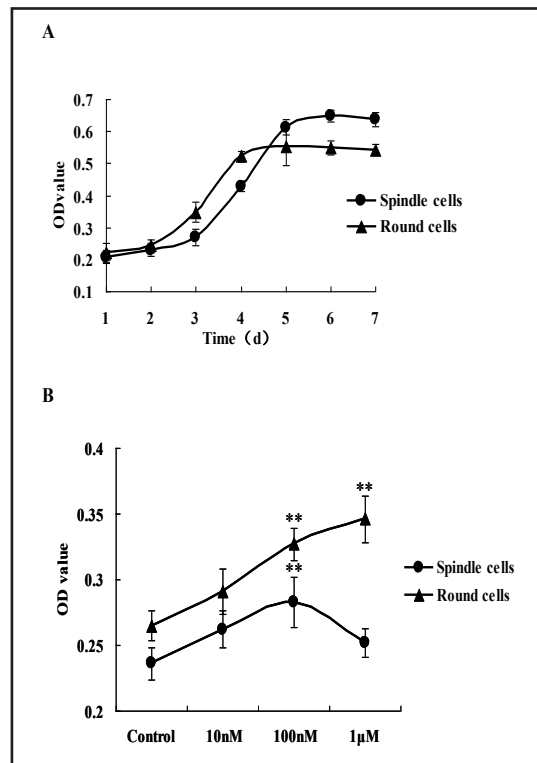 A
0.7
0.6
0.5
0.4
0.3
0.2
0.1
OD value
1 2 3 4 5 6 7
Time（d）
Spindle cells
Round cells
B
0.4
0.35
0.3
0.25
0.2
OD value
**
**
**
Control 10nM 100nM 1μM
Spindle cells
Round cells